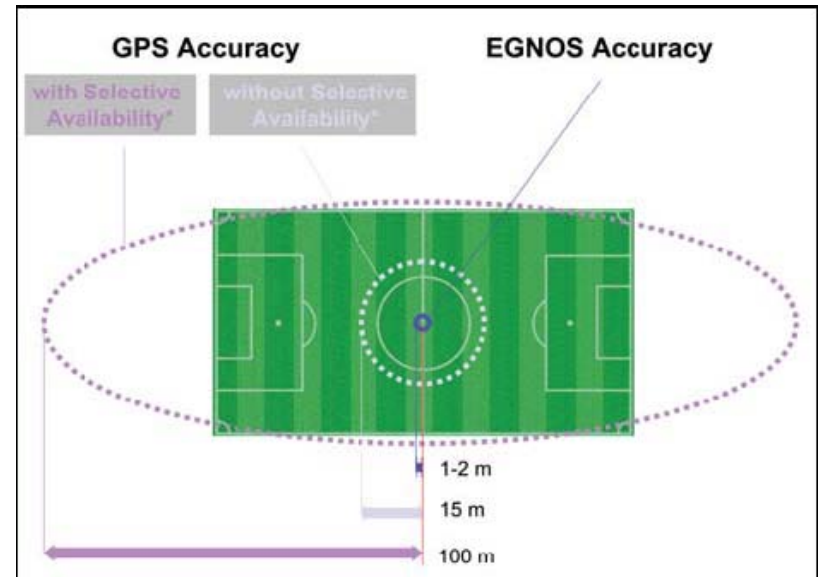 GPS Accuracy
EGNOS Accuracy
with Selective
Availability*
without Selective
Availability*
1-2 m
15 m
100 m